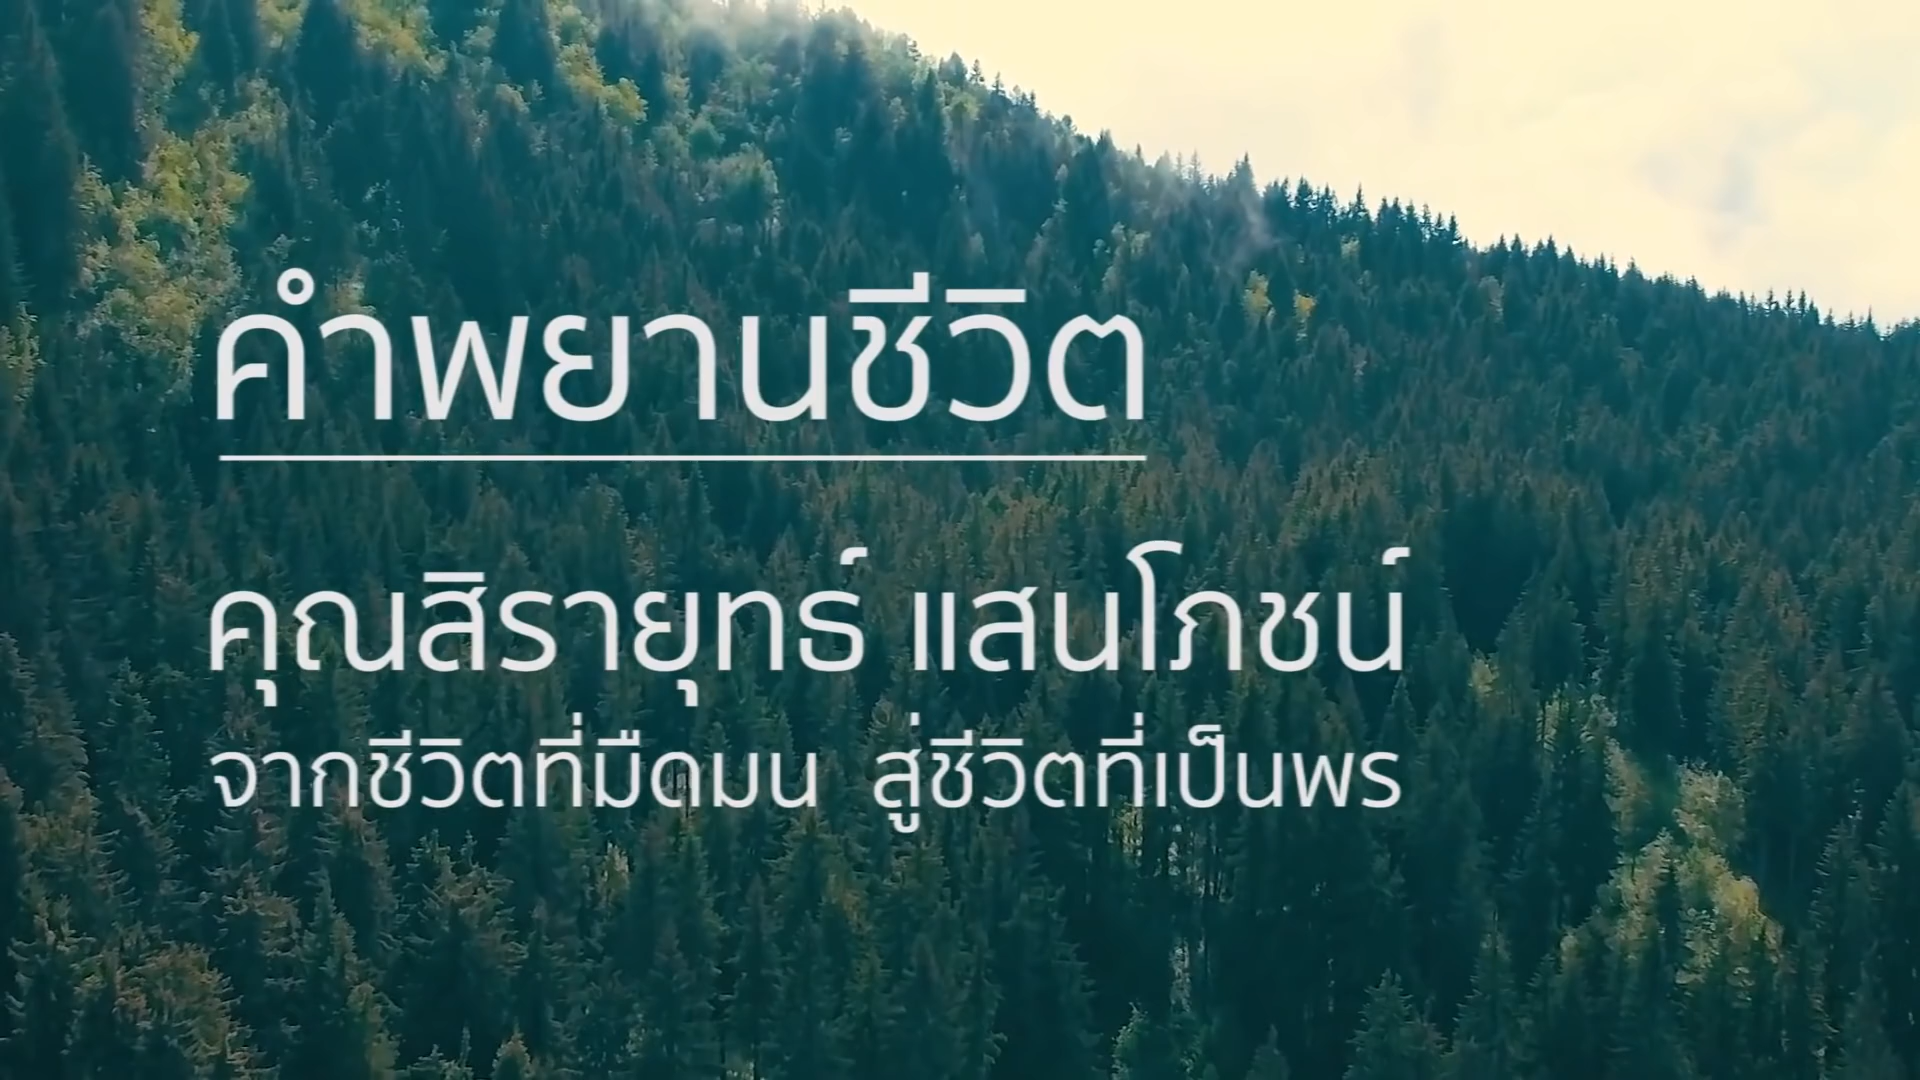 คำพยานชีวิต
คุณสิรายุทธ์ แสนโภชน์
จากชีวิตที่มืดมน สู่ชีวิตที่เป็นพร